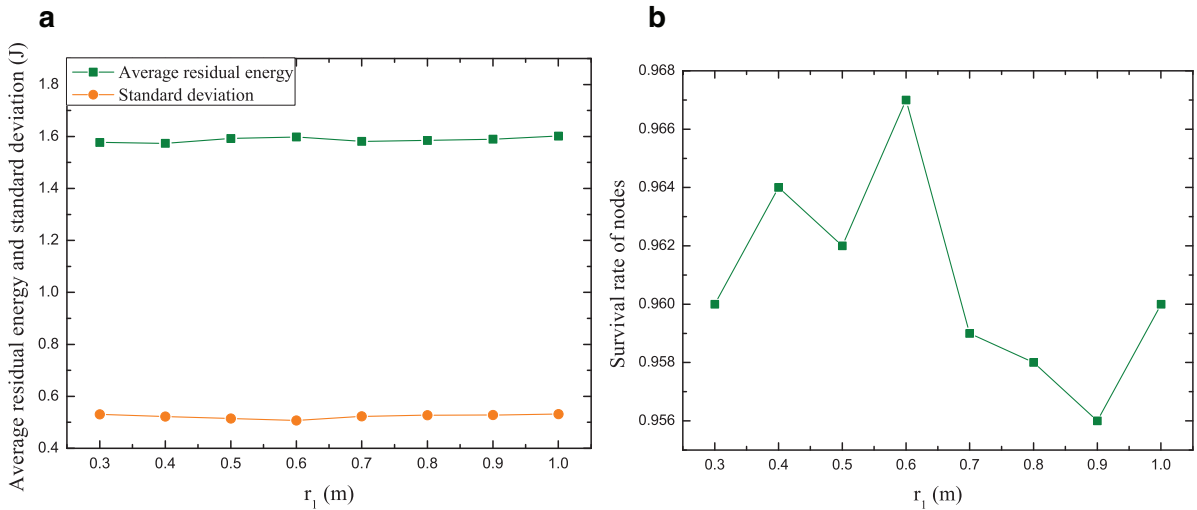 a
Average residual energy and standard deviation (J)
Average residual energy
Standard deviation
1.8
1.6
1.4
1.2
1.0
0.8
0.6
0.4
0.3 0.4 0.5 0.6 0.7 0.8 0.9 1.0
r1 (m)
b
Survival rate of nodes
0.968
0.966
0.964
0.962
0.960
0.958
0.956
0.3 0.4 0.5 0.6 0.7 0.8 0.9 1.0
r1 (m)